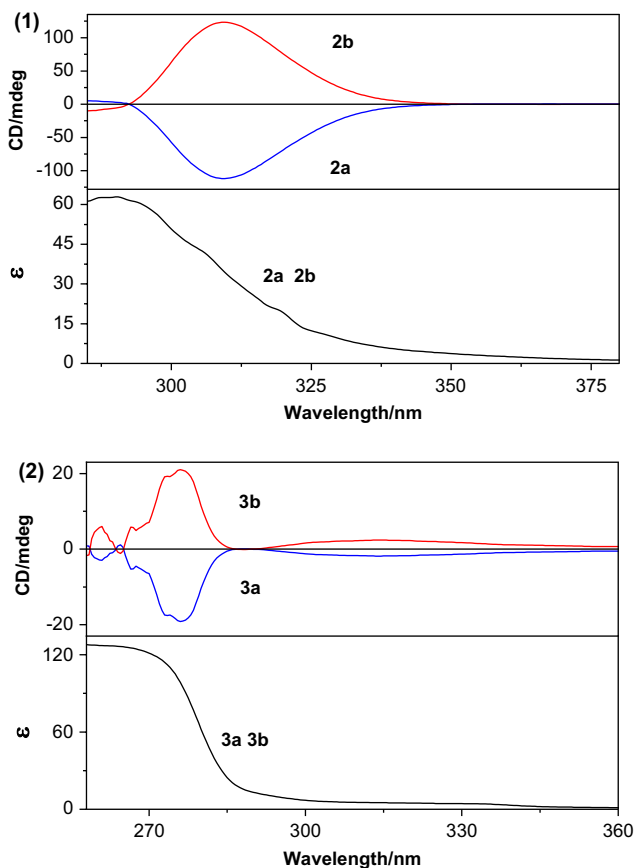 (1)
100
50
0
-50
-100
CD/mdeg
2b
2a
60
45
30
15
0
ε
2a 2b
300 325 350 375
Wavelength/nm
(2)
20
0
-20
CD/mdeg
3b
3a
120
60
0
ε
3a 3b
270 300 330 360
Wavelength/nm